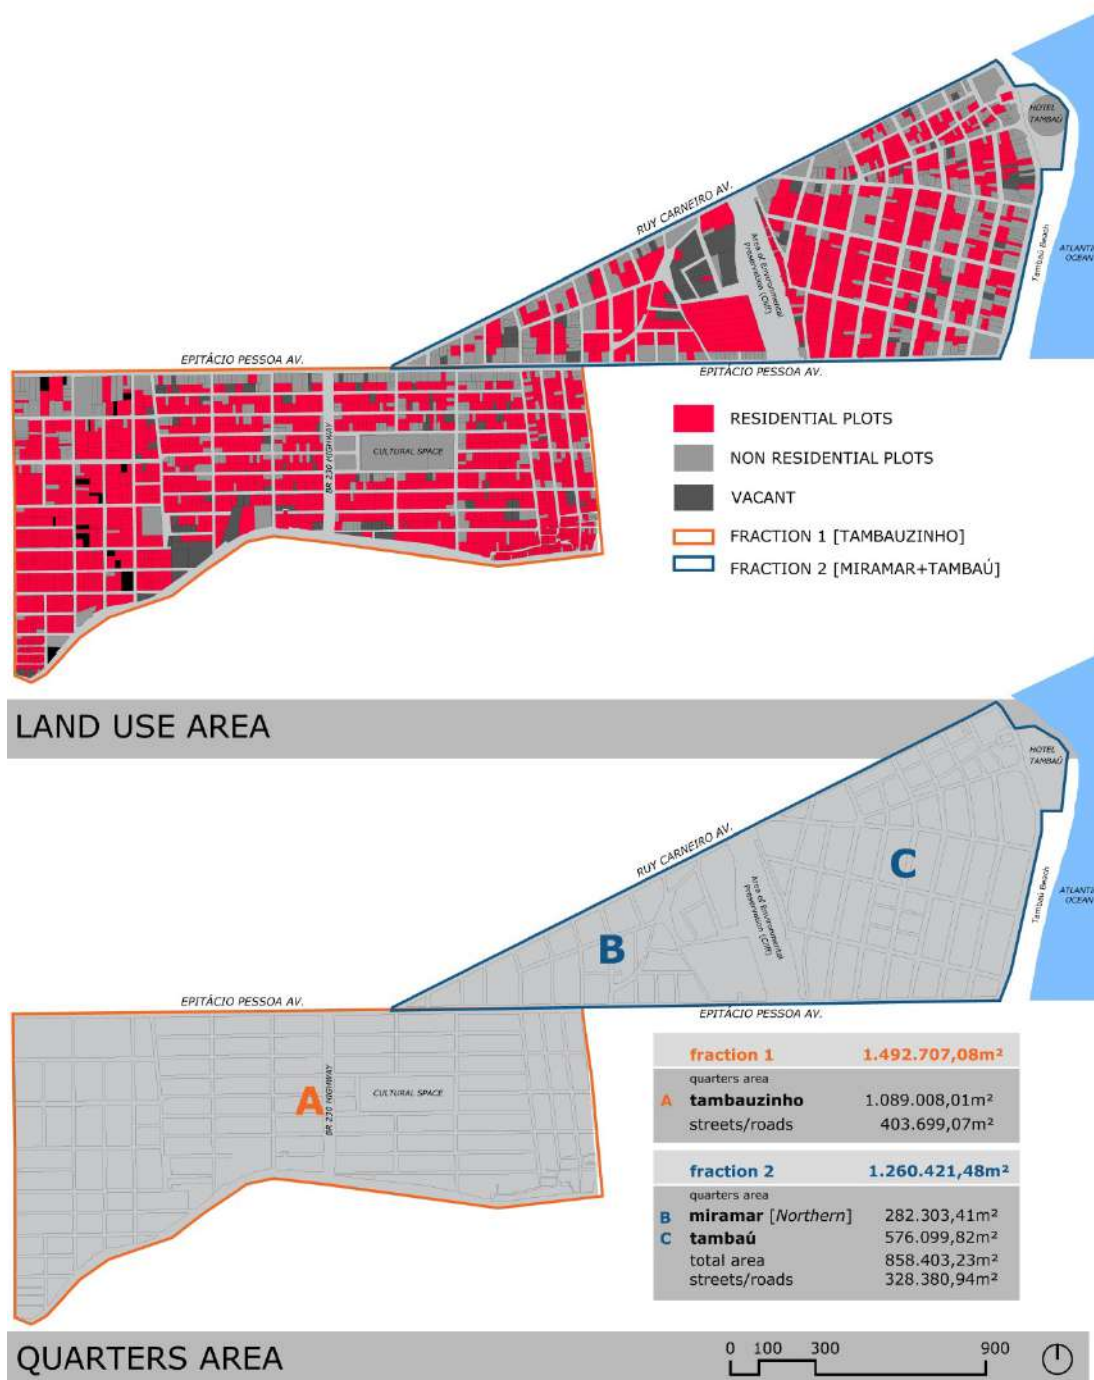 HOTEL
TAMBAÚ
RUY CARNEIRO AV.
Area of Environmental
Preservation (CVIF)
Tambaú Beach
ATLANTIC
OCEAN
EPITÁCIO PESSOA AV.
EPITÁCIO PESSOA AV.
BR 230 HIGHWAY
CULTURAL SPACE
RESIDENTIAL PLOTS
NON RESIDENTIAL PLOTS
VACANT
FRACTION 1 [TAMBAUZINHO]
FRACTION 2 [MIRAMAR+TAMBAÚ]
LAND USE AREA
HOTEL
TAMBAÚ
RUY CARNEIRO AV.
C
B
Area of Environmental
Preservation (CVIF)
Tambaú Beach
ATLANTIC
OCEAN
EPITÁCIO PESSOA AV.
EPITÁCIO PESSOA AV.
A
BR 230 HIGHWAY
CULTURAL SPACE
fraction 1 1.492.707,08m²
quarters area
A tambauzinho 1.089.008,01m²
streets/roads 403.699,07m²
fraction 2 1.260.421,48m²
quarters area
B miramar [Northern] 282.303,41m²
C tambaú 576.099,82m²
total area 858.403,23m²
streets/roads 328.380,94m²
QUARTERS AREA
0 100 300 900